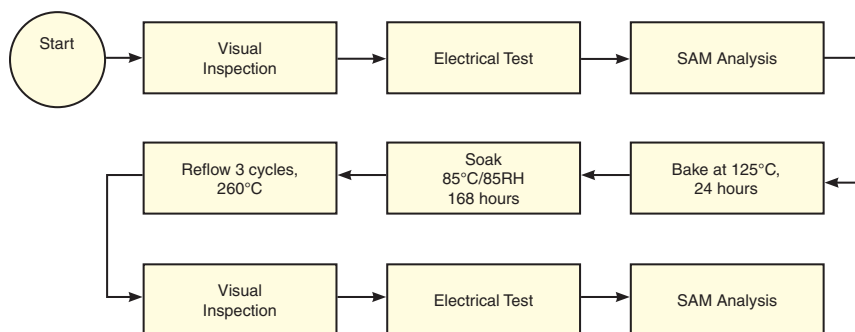 Start
Visual
Inspection
Electrical Test
SAM Analysis
Reflow 3 cycles,
260°C
Soak
85°C/85RH
168 hours
Bake at 125°C,
24 hours
Visual
Inspection
Electrical Test
SAM Analysis